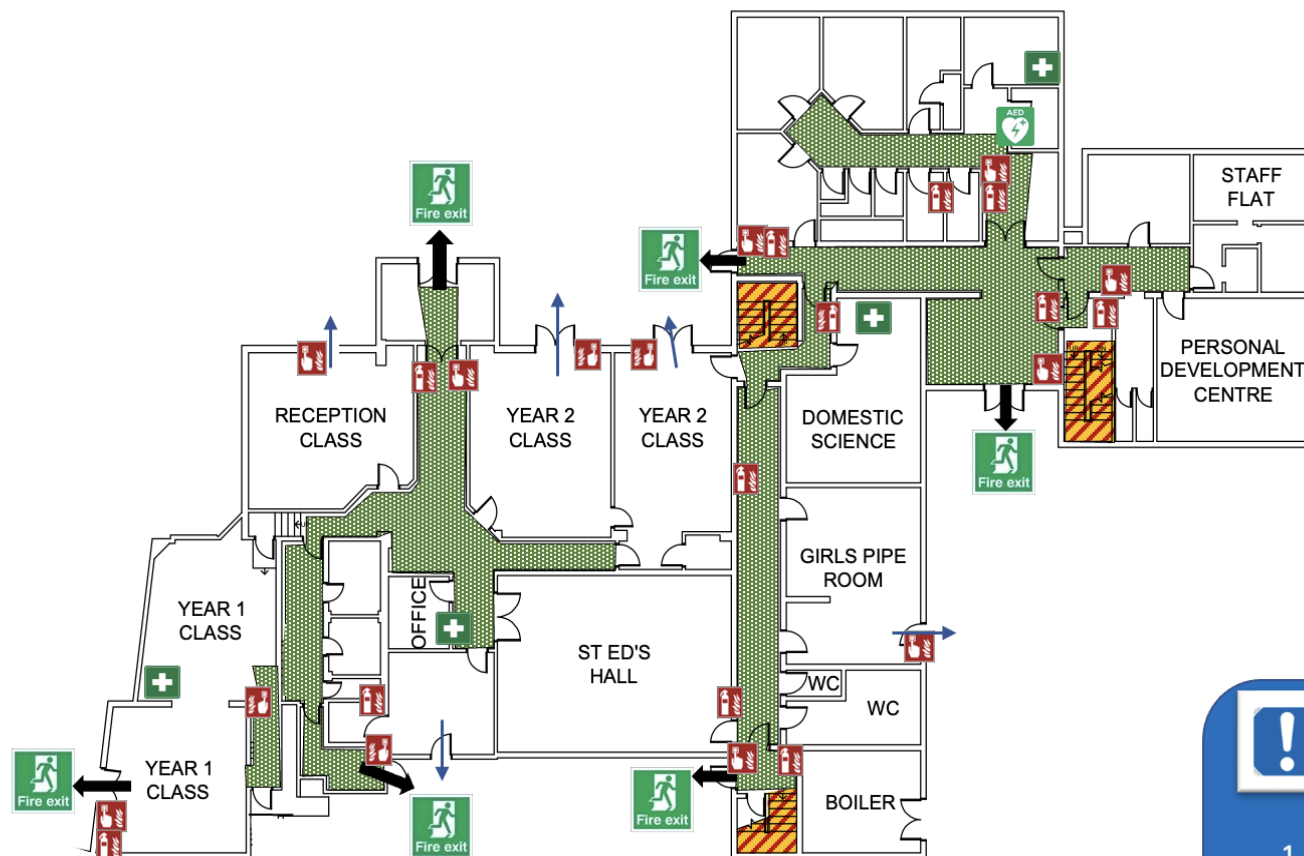 AED
STAFF
FLAT
Fire exit
Fire exit
PERSONAL
DEVELOPMENT
CENTRE
RECEPTION
CLASS
YEAR 2
CLASS
YEAR 2
CLASS
DOMESTIC
SCIENCE
Fire exit
GIRLS PIPE
ROOM
YEAR 1
CLASS
OFFICE
ST ED'S
HALL
WC
WC
YEAR 1
CLASS
Fire exit
Fire exit
Fire exit
BOILER
!
1